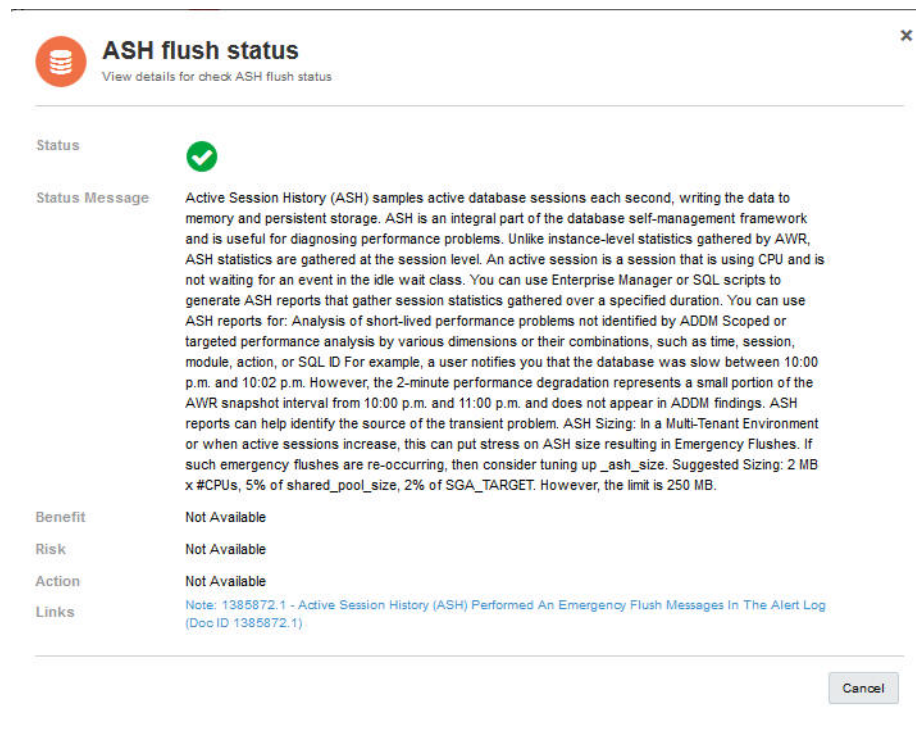 ASH flush status
View details for check ASH flush status
Status
Status Message
Active Session History (ASH) samples active database sessions each second, writing the data to
memory and persistent storage. ASH is an integral part of the database self-management framework
and is useful for diagnosing performance problems. Unlike instance-level statistics gathered by AWR,
ASH statistics are gathered at the session level. An active session is a session that is using CPU and is
not waiting for an event in the idle wait class. You can use Enterprise Manager or SQL scripts to
generate ASH reports that gather session statistics gathered over a specified duration. You can use
ASH reports for: Analysis of short-lived performance problems not identified by ADDM Scoped or
targeted performance analysis by various dimensions or their combinations, such as time, session,
module, action, or SQL ID For example, a user notifies you that the database was slow between 10:00
p.m. and 10:02 p.m. However, the 2-minute performance degradation represents a small portion of the
AWR snapshot interval from 10:00 p.m. and 11:00 p.m. and does not appear in ADDM findings. ASH
reports can help identify the source of the transient problem. ASH Sizing: In a Multi-Tenant Environment
or when active sessions increase, this can put stress on ASH size resulting in Emergency Flushes. If
such emergency flushes are re-occurring, then consider tuning up _ash_size. Suggested Sizing: 2 MB
x #CPUs, 5% of shared_pool_size, 2% of SGA_TARGET. However, the limit is 250 MB.
Benefit Not Available
Risk Not Available
Action Not Available
Links Note: 1385872.1 - Active Session History (ASH) Performed An Emergency Flush Messages In The Alert Log
(Doc ID 1385872.1)
Cancel